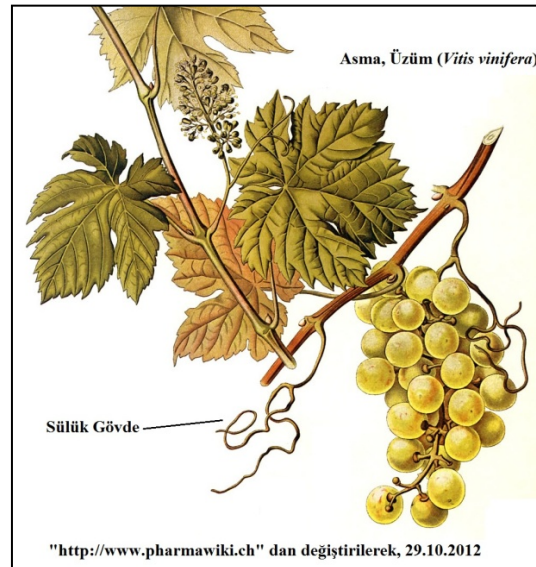 Asma, Üzüm (Vitis vinifera)
Sülük Gövde
"http://www.pharmawiki.ch" dan değiştirilerek, 29.10.2012